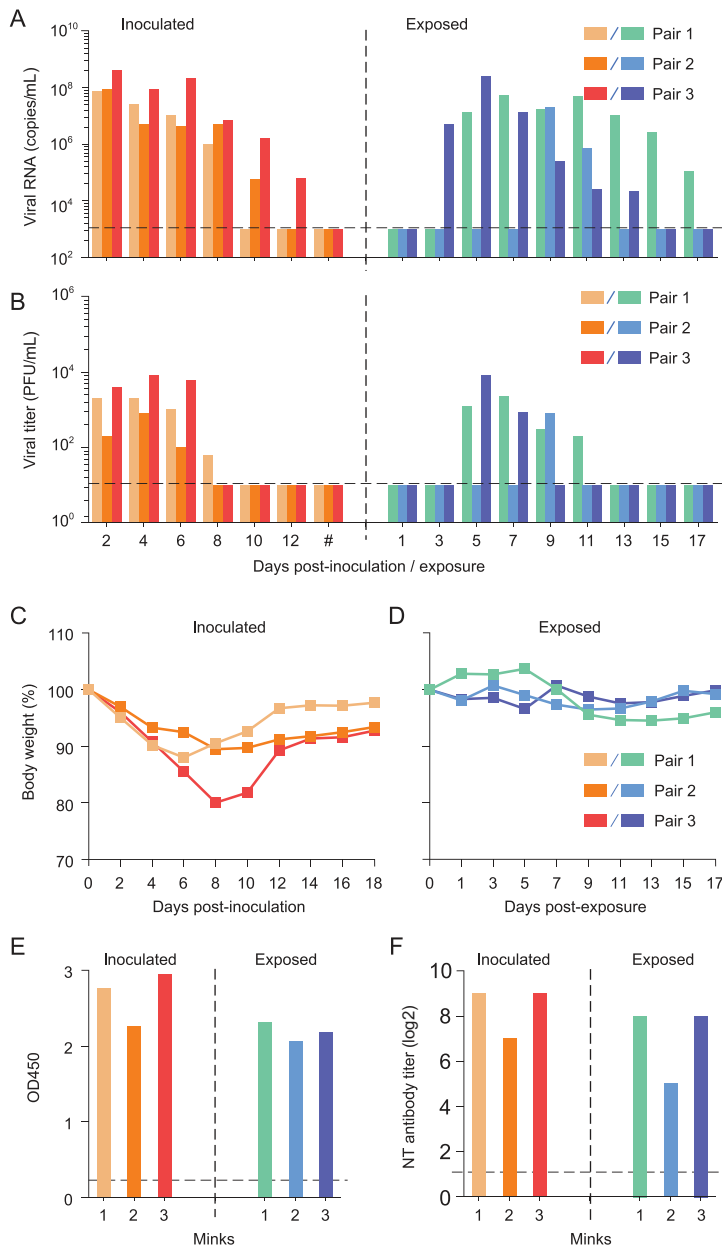 A
Inoculated
Exposed
Viral RNA (copies/mL)
10^10
10^8
10^6
10^4
10^2
/ Pair 1
/ Pair 2
/ Pair 3
B
Viral titer (PFU/mL)
10^6
10^4
10^2
10^0
/ Pair 1
/ Pair 2
/ Pair 3
2 4 6 8 10 12 # 1 3 5 7 9 11 13 15 17
Days post-inoculation / exposure
C
Inoculated
Body weight (%)
110
100
90
80
70
0 2 4 6 8 10 12 14 16 18
Days post-inoculation
D
Exposed
/ Pair 1
/ Pair 2
/ Pair 3
0 1 3 5 7 9 11 13 15 17
Days post-exposure
E
Inoculated Exposed
OD450
3
2
1
0
1 2 3 1 2 3
Minks
F
Inoculated Exposed
NT antibody titer (log2)
10
8
6
4
2
0
1 2 3 1 2 3
Minks